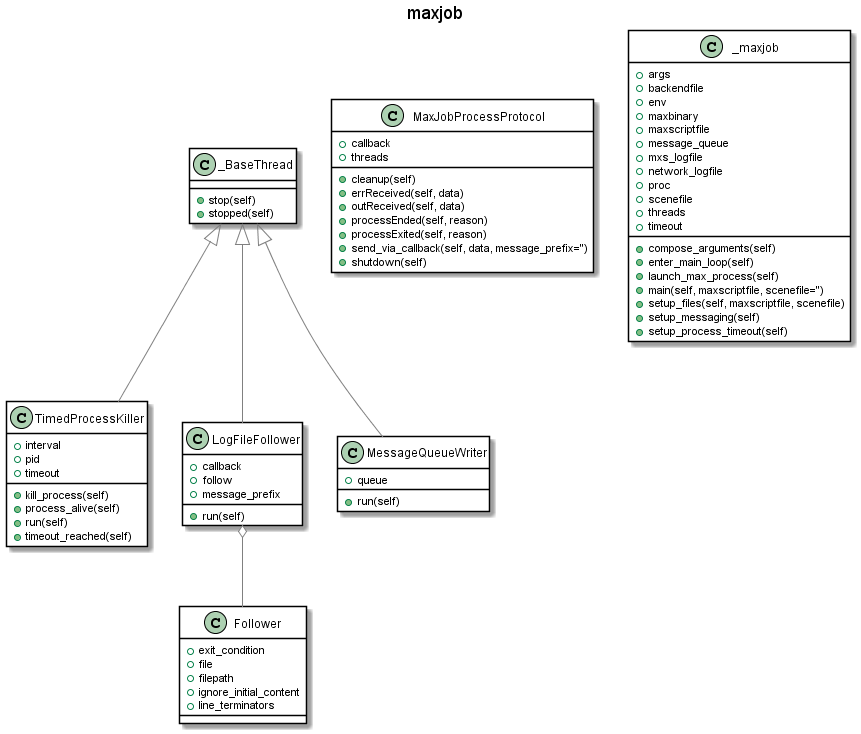 maxjob
C _maxjob
args
backendfile
env
maxbinary
maxscriptfile
message_queue
mxs_logfile
network_logfile
proc
scenefile
threads
timeout
compose_arguments(self)
enter_main_loop(self)
launch_max_process(self)
main(self, maxscriptfile, scenefile='')
setup_files(self, maxscriptfile, scenefile)
setup_messaging(self)
setup_process_timeout(self)
C MaxJobProcessProtocol
callback
threads
cleanup(self)
errReceived(self, data)
outReceived(self, data)
processEnded(self, reason)
processExited(self, reason)
send_via_callback(self, data, message_prefix='')
shutdown(self)
C _BaseThread
stop(self)
stopped(self)
C TimedProcessKiller
interval
pid
timeout
kill_process(self)
process_alive(self)
run(self)
timeout_reached(self)
C LogFileFollower
callback
follow
message_prefix
run(self)
C MessageQueueWriter
queue
run(self)
C Follower
exit_condition
file
filepath
ignore_initial_content
line_terminators